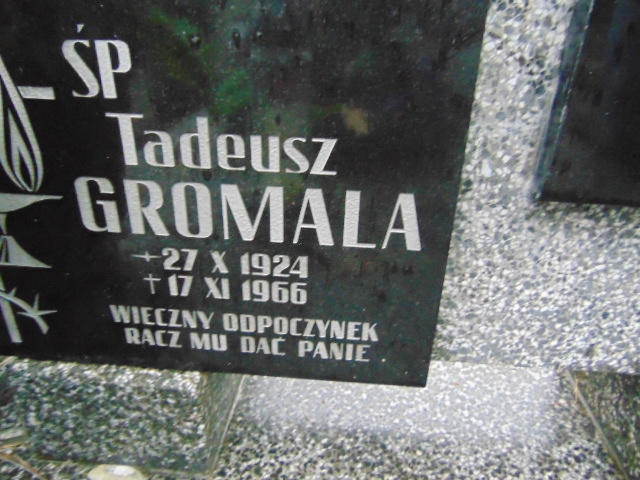 ŚP
Tadeusz
GROMALA
27 X 1924
† 17 XI 1966
WIECZNY ODPOCZYNEK
RACZ MU DAĆ PANIE